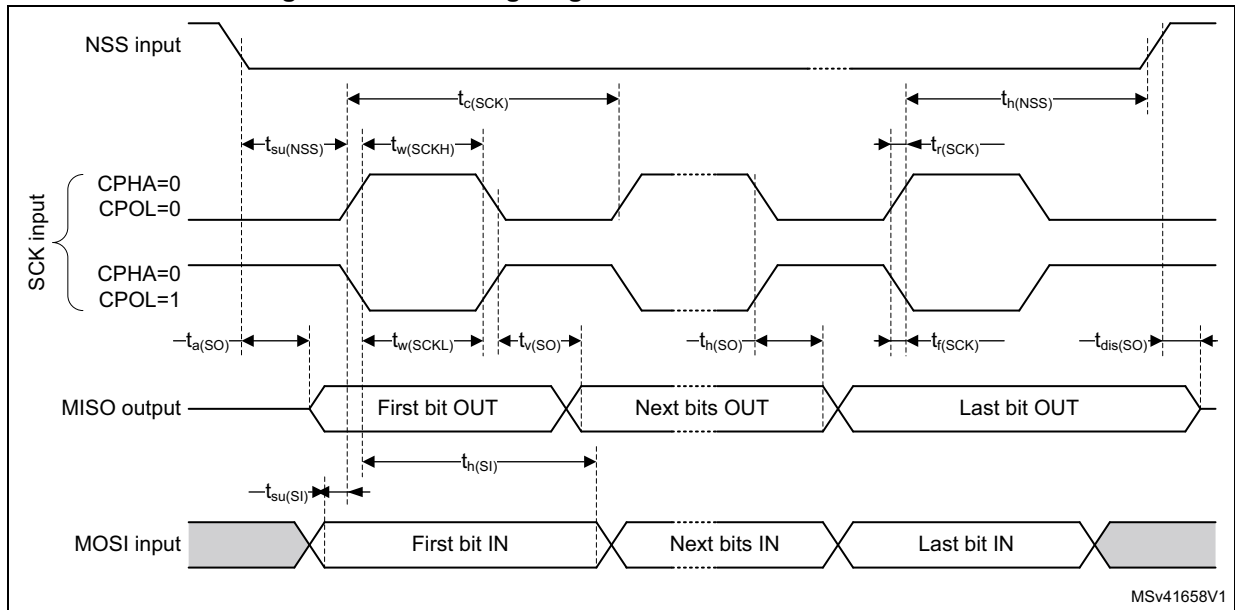 NSS input
tc(SCK)
th(NSS)
tsu(NSS)
tw(SCKH)
tr(SCK)
CPHA=0
CPOL=0
SCK input
CPHA=0
CPOL=1
ta(SO)
tw(SCKL)
tv(SO)
th(SO)
tf(SCK)
tdis(SO)
MISO output
First bit OUT
Next bits OUT
Last bit OUT
th(SI)
tsu(SI)
MOSI input
First bit IN
Next bits IN
Last bit IN
MSv41658V1